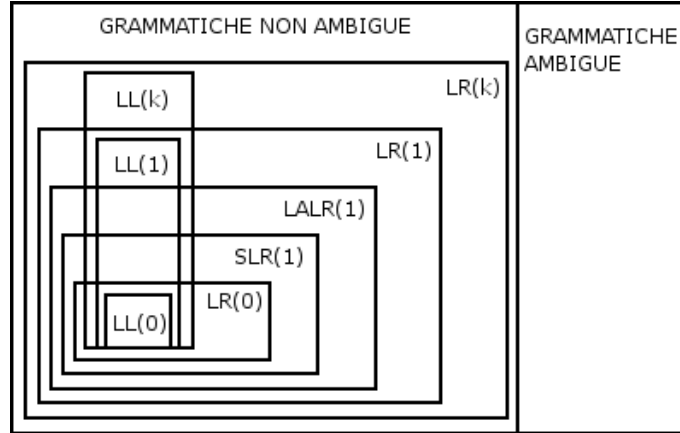 GRAMMATICHE NON AMBIGUE
GRAMMATICHE
AMBIGUE
LR(k)
LL(k)
LR(1)
LL(1)
LALR(1)
SLR(1)
LR(0)
LL(0)